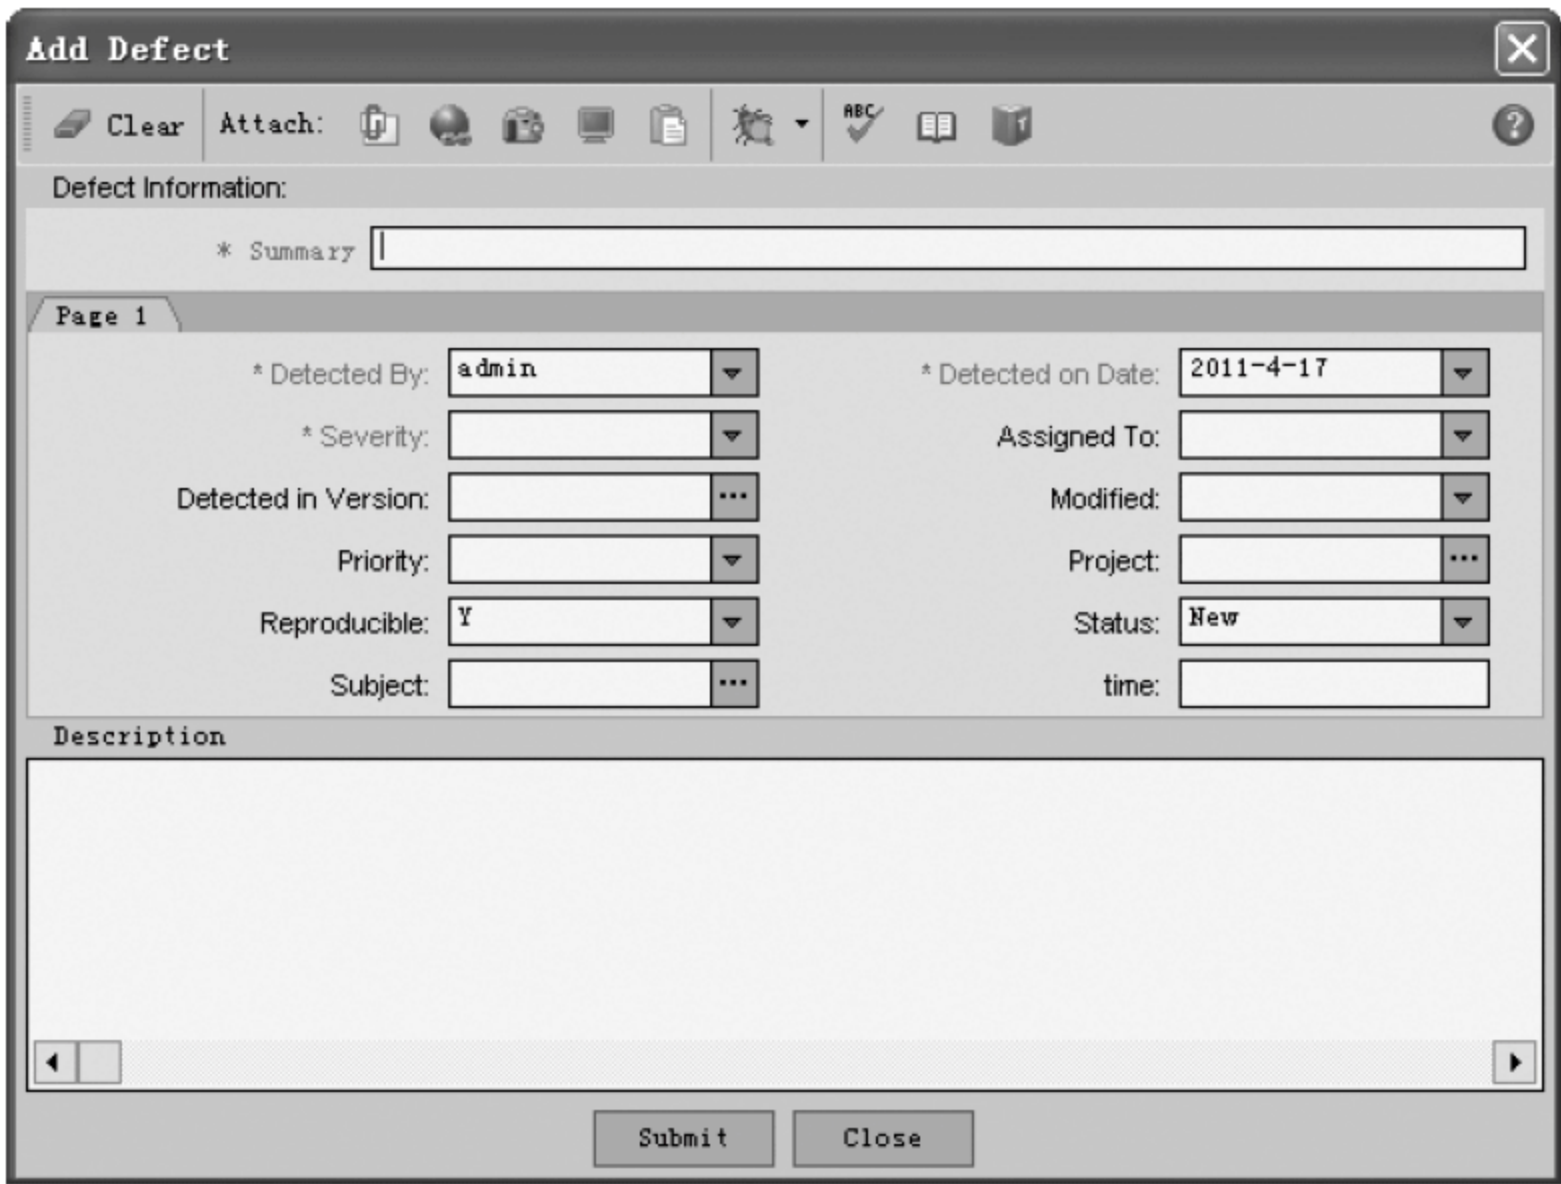 Add Defect
Clear Attach: ABC
Defect Information:
* Summary
Page 1
* Detected By: admin * Detected on Date: 2011-4-17
* Severity: Assigned To:
Detected in Version: ... Modified:
Priority: Project: ...
Reproducible: Y Status: New
Subject: ... time:
Description
Submit Close